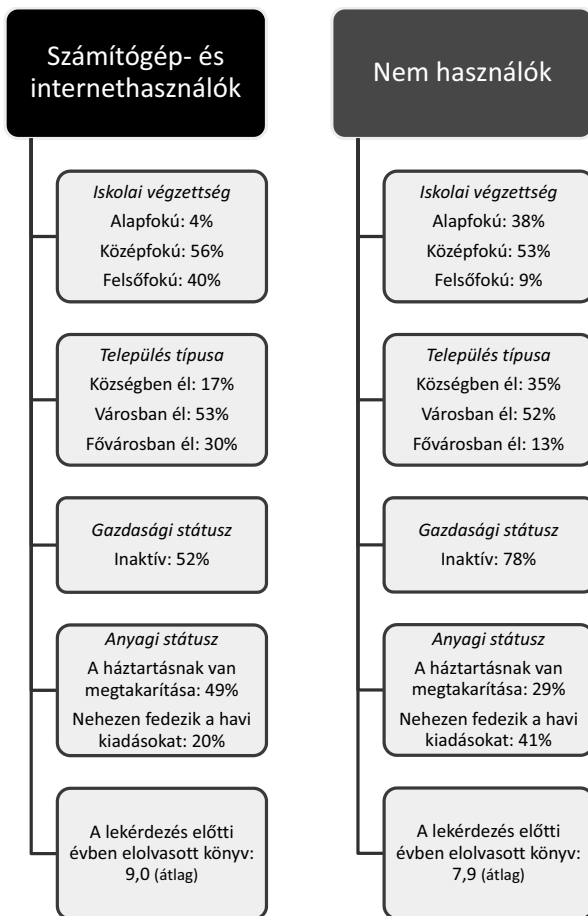 Számítógép- és
internethasználók
Iskolai végzettség
Alapfokú: 4%
Középfokú: 56%
Felsőfokú: 40%
Település típusa
Községben él: 17%
Városban él: 53%
Fővárosban él: 30%
Gazdasági státusz
Inaktív: 52%
Anyagi státusz
A háztartásnak van
megtakarítása: 49%
Nehezen fedezik a havi
kiadásokat: 20%
A lekérdezés előtti
évben elolvasott könyv:
9,0 (átlag)
Nem használók
Iskolai végzettség
Alapfokú: 38%
Középfokú: 53%
Felsőfokú: 9%
Település típusa
Községben él: 35%
Városban él: 52%
Fővárosban él: 13%
Gazdasági státusz
Inaktív: 78%
Anyagi státusz
A háztartásnak van
megtakarítása: 29%
Nehezen fedezik a havi
kiadásokat: 41%
A lekérdezés előtti
évben elolvasott könyv:
7,9 (átlag)